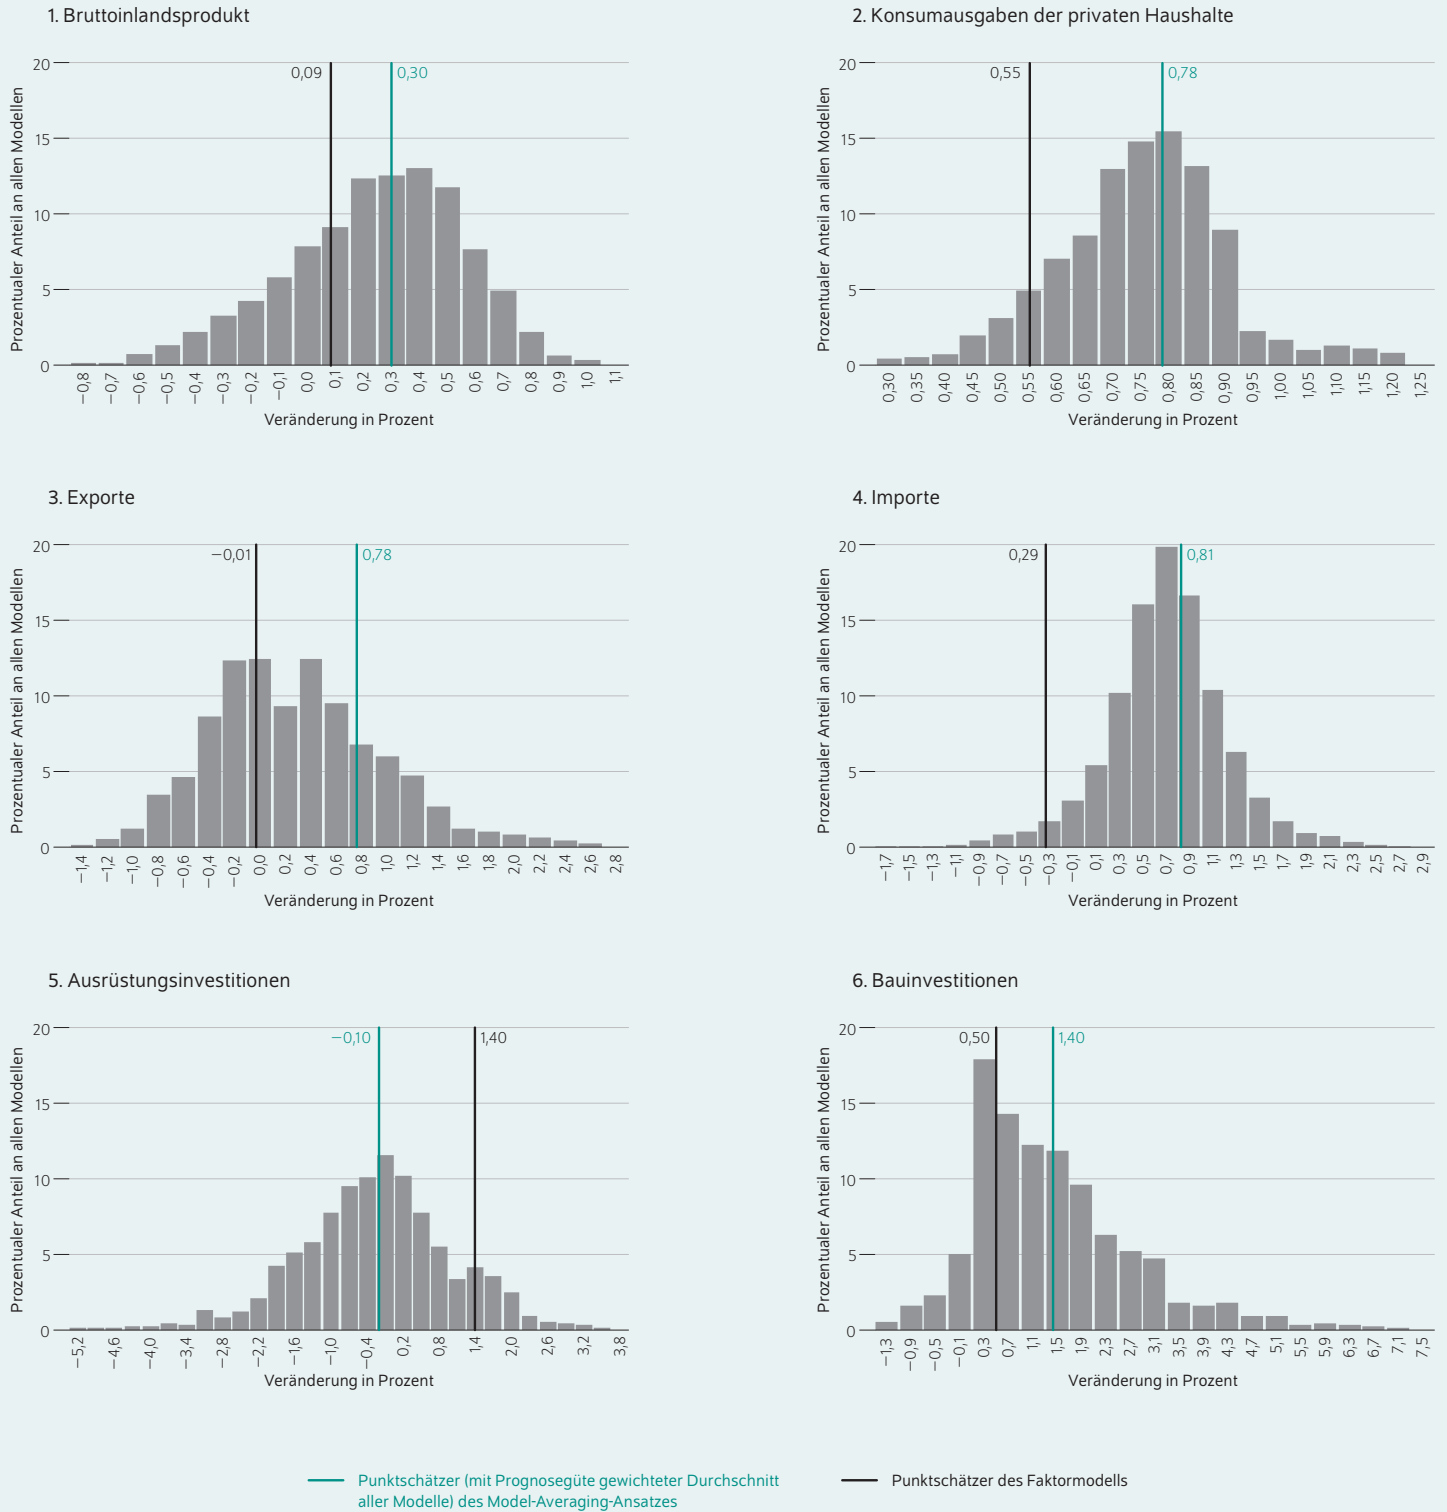 1. Bruttoinlandsprodukt
Prozentualer Anteil an allen Modellen
20
15
10
5
0
0,09
0,30
−0,8 −0,7 −0,6 −0,5 −0,4 −0,3 −0,2 −0,1 0,0 0,1 0,2 0,3 0,4 0,5 0,6 0,7 0,8 0,9 1,0 1,1
Veränderung in Prozent
2. Konsumausgaben der privaten Haushalte
Prozentualer Anteil an allen Modellen
20
15
10
5
0
0,55
0,78
0,30 0,35 0,40 0,45 0,50 0,55 0,60 0,65 0,70 0,75 0,80 0,85 0,90 0,95 1,00 1,05 1,10 1,15 1,20 1,25
Veränderung in Prozent
3. Exporte
Prozentualer Anteil an allen Modellen
20
15
10
5
0
−0,01
0,78
−1,4 −1,2 −1,0 −0,8 −0,6 −0,4 −0,2 0,0 0,2 0,4 0,6 0,8 1,0 1,2 1,4 1,6 1,8 2,0 2,2 2,4 2,6 2,8
Veränderung in Prozent
4. Importe
Prozentualer Anteil an allen Modellen
20
15
10
5
0
0,29
0,81
−1,7 −1,5 −1,3 −1,1 −0,9 −0,7 −0,5 −0,3 −0,1 0,1 0,3 0,5 0,7 0,9 1,1 1,3 1,5 1,7 1,9 2,1 2,3 2,5 2,7 2,9
Veränderung in Prozent
5. Ausrüstungsinvestitionen
Prozentualer Anteil an allen Modellen
20
15
10
5
0
−0,10
1,40
−5,2 −4,6 −4,0 −3,4 −2,8 −2,2 −1,6 −1,0 −0,4 0,2 0,8 1,4 2,0 2,6 3,2 3,8
Veränderung in Prozent
6. Bauinvestitionen
Prozentualer Anteil an allen Modellen
20
15
10
5
0
0,50
1,40
−1,3 −0,9 −0,5 −0,1 0,3 0,7 1,1 1,5 1,9 2,3 2,7 3,1 3,5 3,9 4,3 4,7 5,1 5,5 5,9 6,3 6,7 7,1 7,5
Veränderung in Prozent
Punktschätzer (mit Prognosegüte gewichteter Durchschnitt
aller Modelle) des Model-Averaging-Ansatzes
Punktschätzer des Faktormodells